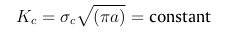 K_c = σ_c√(πa) = constant